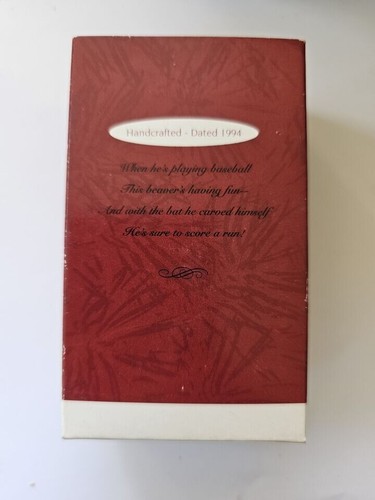 Handcrafted - Dated 1994
When he's playing baseball
This beaver's having fun—
And with the bat he carved himself
He's sure to score a run!